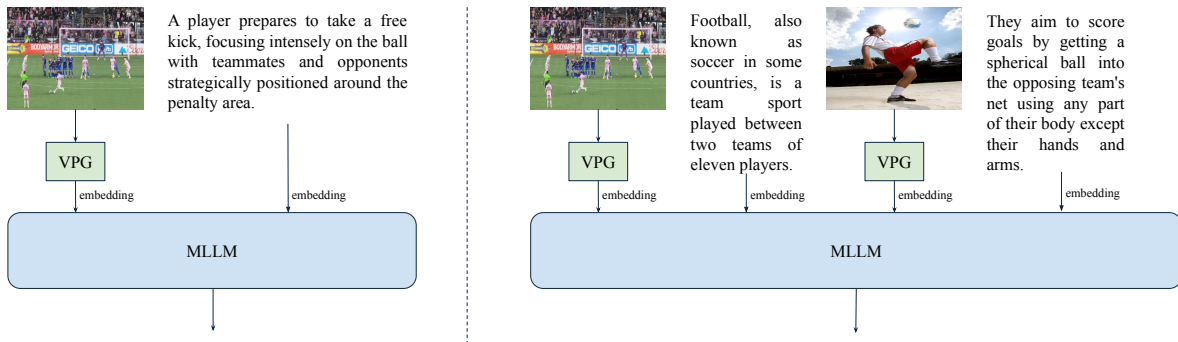 A player prepares to take a free
kick, focusing intensely on the ball
with teammates and opponents
strategically positioned around the
penalty area.
GEICO
VPG
embedding
embedding
MLLM
Football, also
known as
soccer in some
countries, is a
team sport
played between
two teams of
eleven players.
They aim to score
goals by getting a
spherical ball into
the opposing team's
net using any part
of their body except
their hands and
arms.
GEICO
VPG
VPG
embedding
embedding
embedding
embedding
MLLM